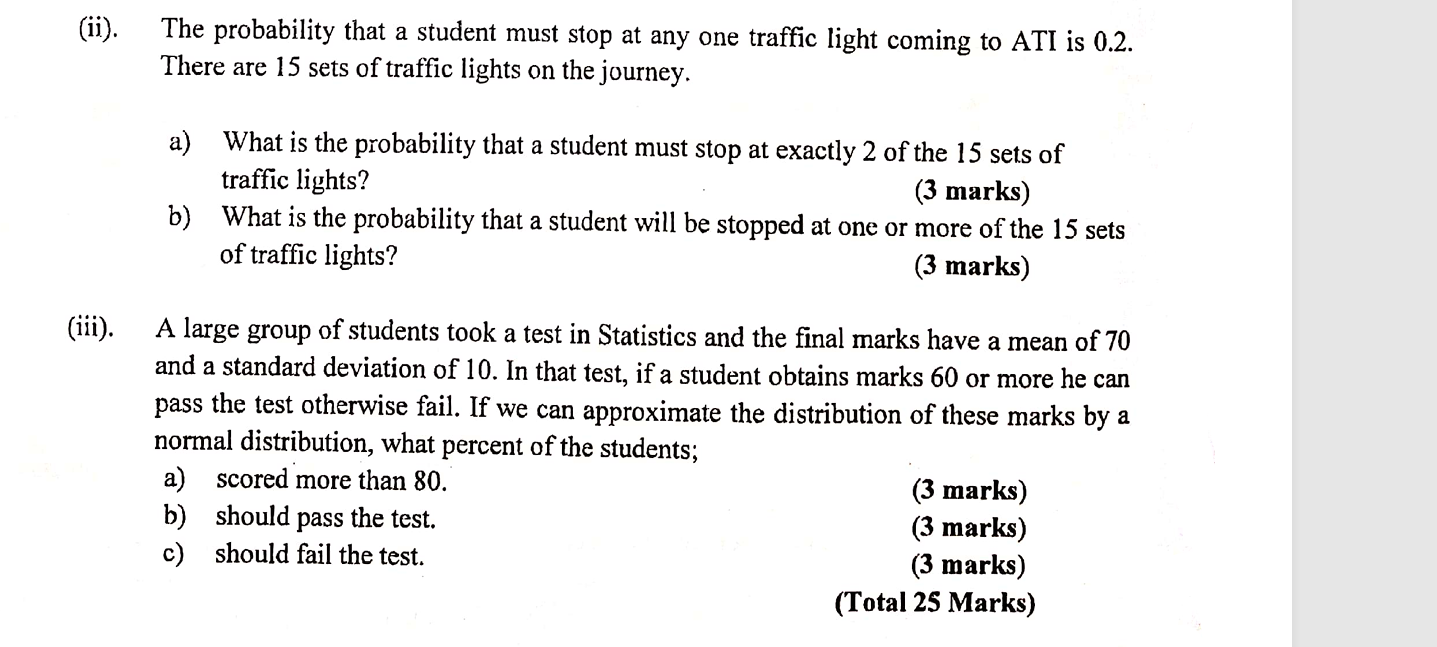 (ii). The probability that a student must stop at any one traffic light coming to ATI is 0.2.
There are 15 sets of traffic lights on the journey.
a) What is the probability that a student must stop at exactly 2 of the 15 sets of
traffic lights? (3 marks)
b) What is the probability that a student will be stopped at one or more of the 15 sets
of traffic lights? (3 marks)
(iii). A large group of students took a test in Statistics and the final marks have a mean of 70
and a standard deviation of 10. In that test, if a student obtains marks 60 or more he can
pass the test otherwise fail. If we can approximate the distribution of these marks by a
normal distribution, what percent of the students;
a) scored more than 80. (3 marks)
b) should pass the test. (3 marks)
c) should fail the test. (3 marks)
(Total 25 Marks)